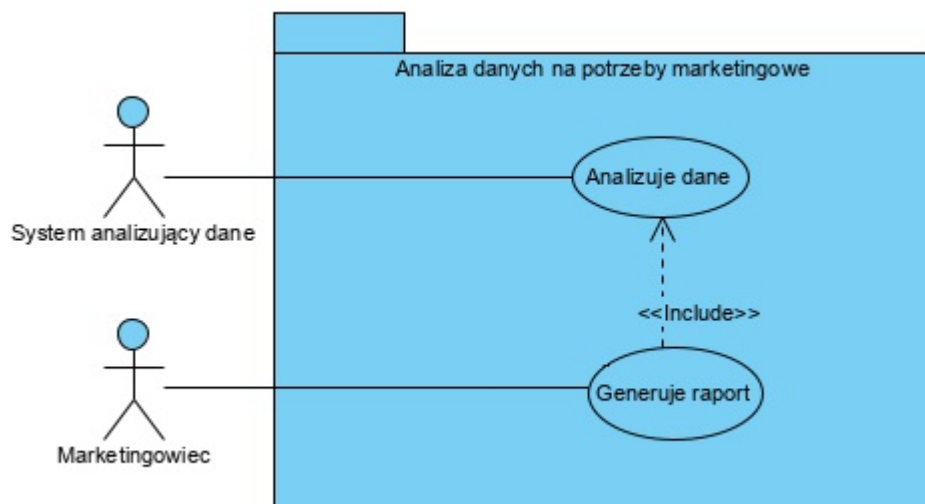 Analiza danych na potrzeby marketingowe
Analizuje dane
System analizujący dane
<<Include>>
Generuje raport
Marketingowiec